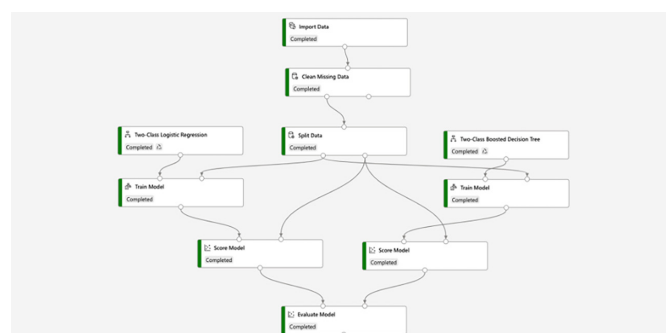 Import Data
Completed
Clean Missing Data
Completed
Two-Class Logistic Regression
Completed
Split Data
Completed
Two-Class Boosted Decision Tree
Completed
Train Model
Completed
Train Model
Completed
Score Model
Completed
Score Model
Completed
Evaluate Model
Completed